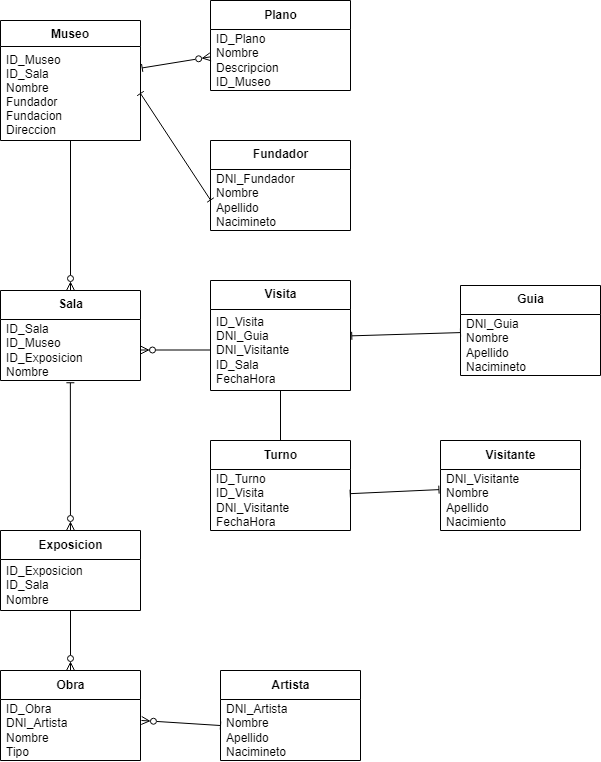 Museo
ID_Museo
ID_Sala
Nombre
Fundador
Fundacion
Direccion
Plano
ID_Plano
Nombre
Descripcion
ID_Museo
Fundador
DNI_Fundador
Nombre
Apellido
Nacimineto
Sala
ID_Sala
ID_Museo
ID_Exposicion
Nombre
Visita
ID_Visita
DNI_Guia
DNI_Visitante
ID_Sala
FechaHora
Guia
DNI_Guia
Nombre
Apellido
Nacimineto
Turno
ID_Turno
ID_Visita
DNI_Visitante
FechaHora
Visitante
DNI_Visitante
Nombre
Apellido
Nacimiento
Exposicion
ID_Exposicion
ID_Sala
Nombre
Obra
ID_Obra
DNI_Artista
Nombre
Tipo
Artista
DNI_Artista
Nombre
Apellido
Nacimineto